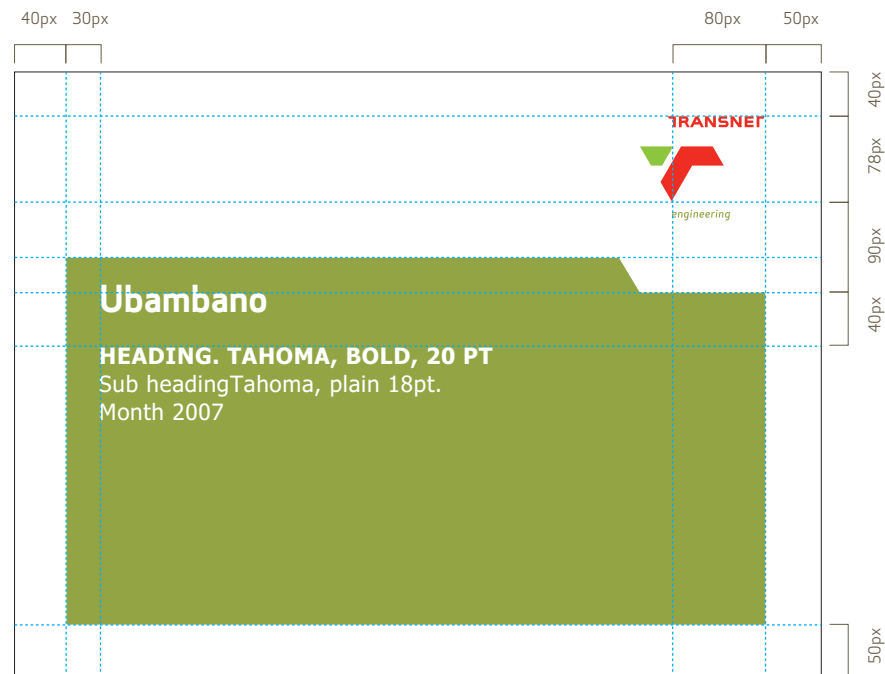 40px 30px 80px 50px
40px
TRANSNET
78px
engineering
90px
Ubambano
40px
HEADING. TAHOMA, BOLD, 20 PT
Sub headingTahoma, plain 18pt.
Month 2007
50px